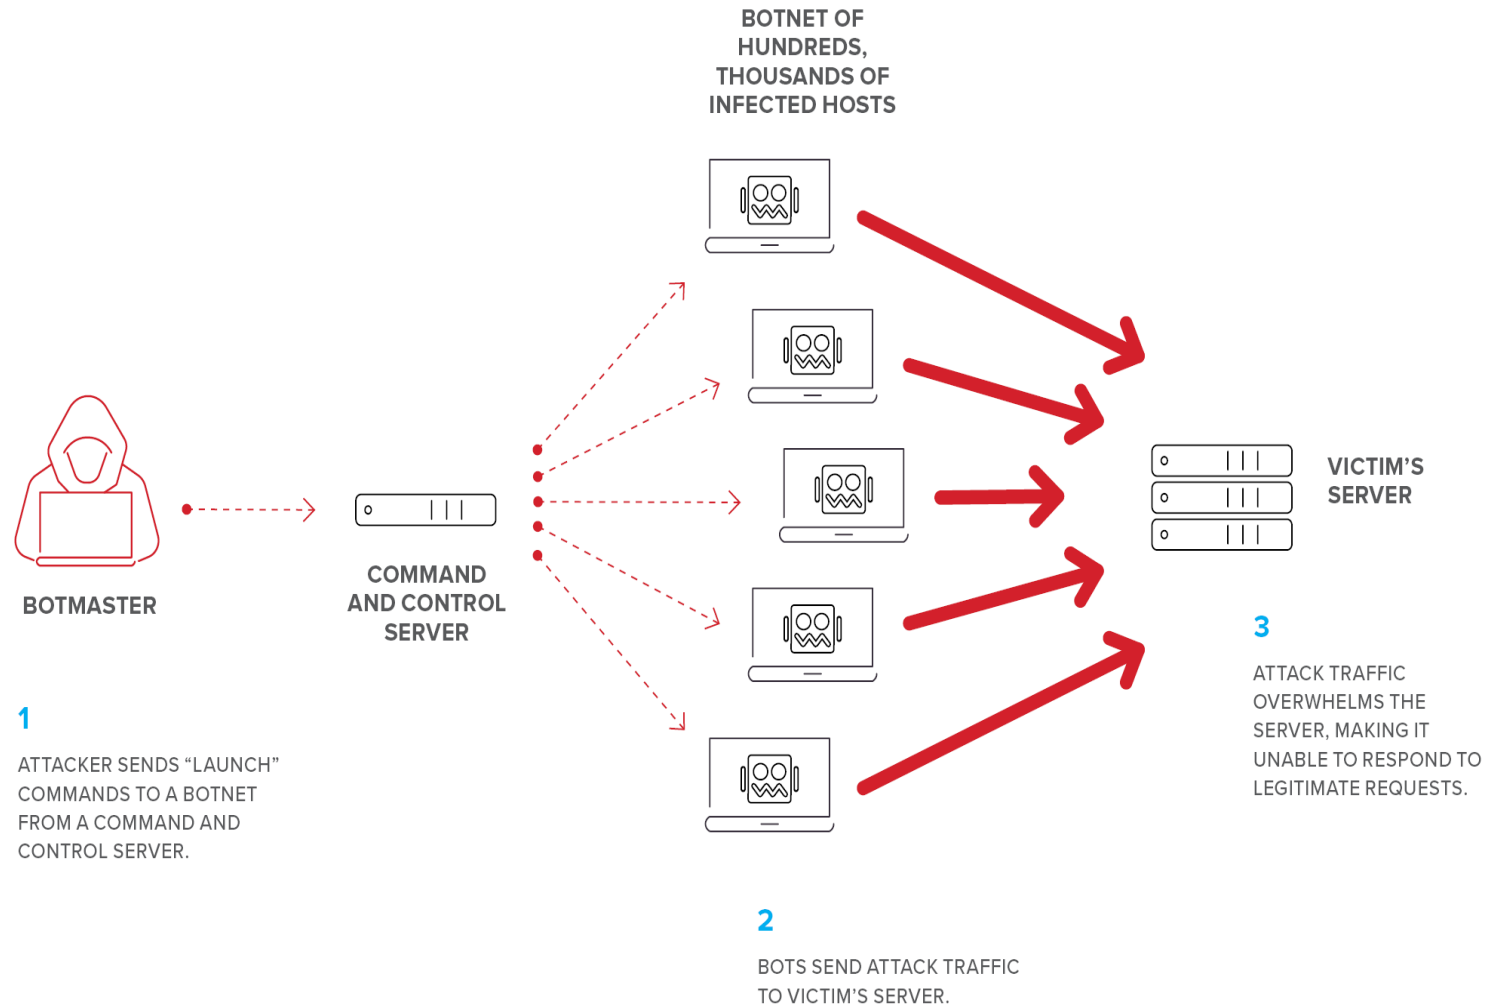 BOTNET OF
HUNDREDS,
THOUSANDS OF
INFECTED HOSTS
BOTMASTER
COMMAND
AND CONTROL
SERVER
VICTIM’S
SERVER
1
ATTACKER SENDS “LAUNCH”
COMMANDS TO A BOTNET
FROM A COMMAND AND
CONTROL SERVER.
2
BOTS SEND ATTACK TRAFFIC
TO VICTIM’S SERVER.
3
ATTACK TRAFFIC
OVERWHELMS THE
SERVER, MAKING IT
UNABLE TO RESPOND TO
LEGITIMATE REQUESTS.